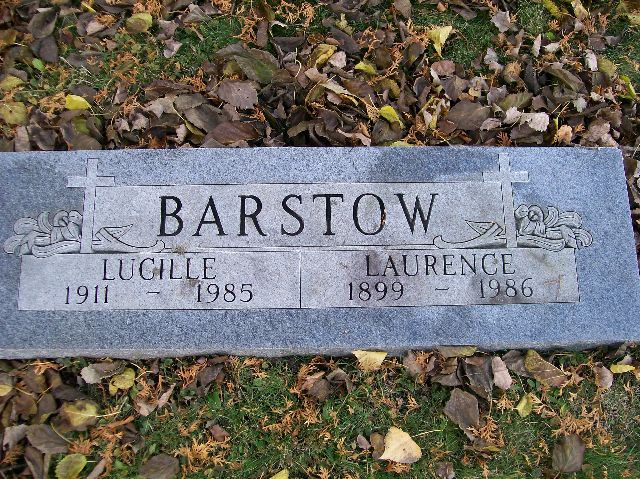 BARSTOW
LUCILLE LAURENCE
1911 - 1985 1899 - 1986